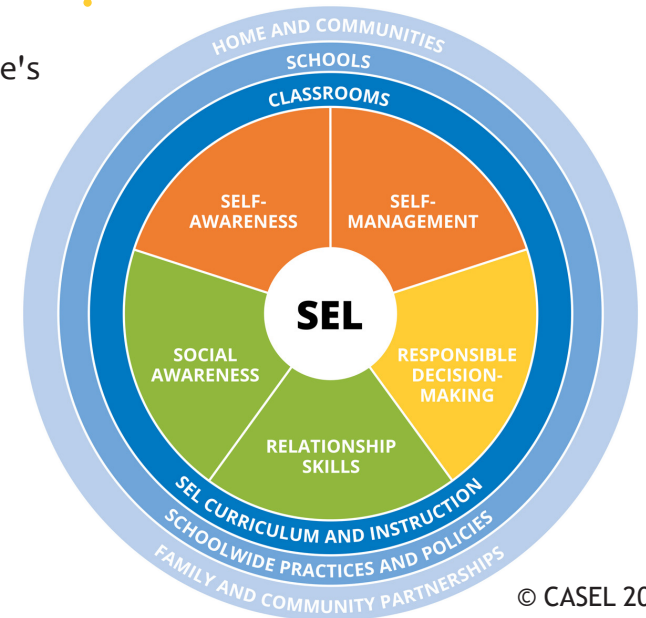 e's
HOME AND COMMUNITIES
SCHOOLS
CLASSROOMS
SELF-
AWARENESS
SELF-
MANAGEMENT
SEL
SOCIAL
AWARENESS
RESPONSIBLE
DECISION-
MAKING
RELATIONSHIP
SKILLS
SEL CURRICULUM AND INSTRUCTION
SCHOOLWIDE PRACTICES AND POLICIES
FAMILY AND COMMUNITY PARTNERSHIPS
© CASEL 20